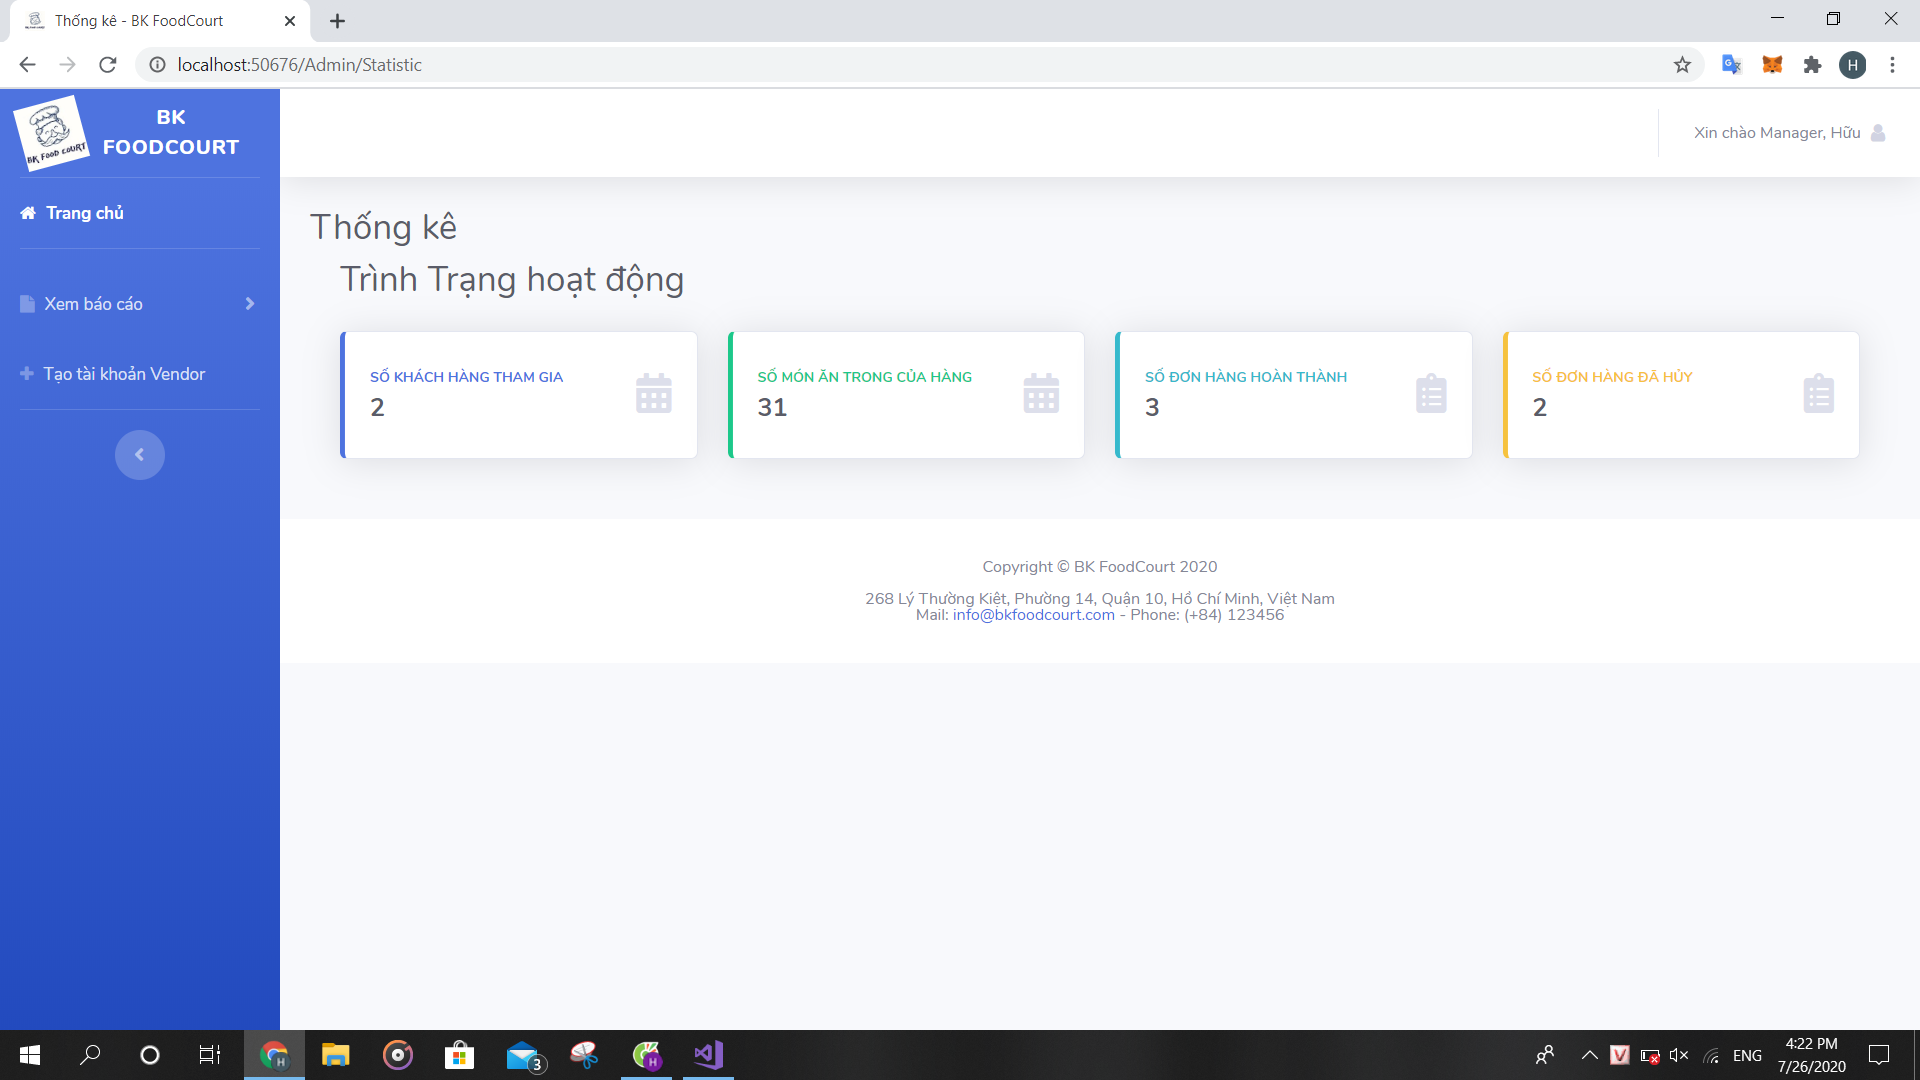 Thống kê - BK FoodCourt
localhost:50676/Admin/Statistic
H
BK FOOD COURT
BK
FOODCOURT
Xin chào Manager, Hữu
Trang chủ
Xem báo cáo
Tạo tài khoản Vendor
Thống kê
Trình Trạng hoạt động
SỐ KHÁCH HÀNG THAM GIA
2
SỐ MÓN ĂN TRONG CỦA HÀNG
31
SỐ ĐƠN HÀNG HOÀN THÀNH
3
SỐ ĐƠN HÀNG ĐÃ HỦY
2
Copyright © BK FoodCourt 2020
268 Lý Thường Kiệt, Phường 14, Quận 10, Hồ Chí Minh, Việt Nam
Mail: info@bkfoodcourt.com - Phone: (+84) 123456
H
3
H
V
ENG
4:22 PM
7/26/2020